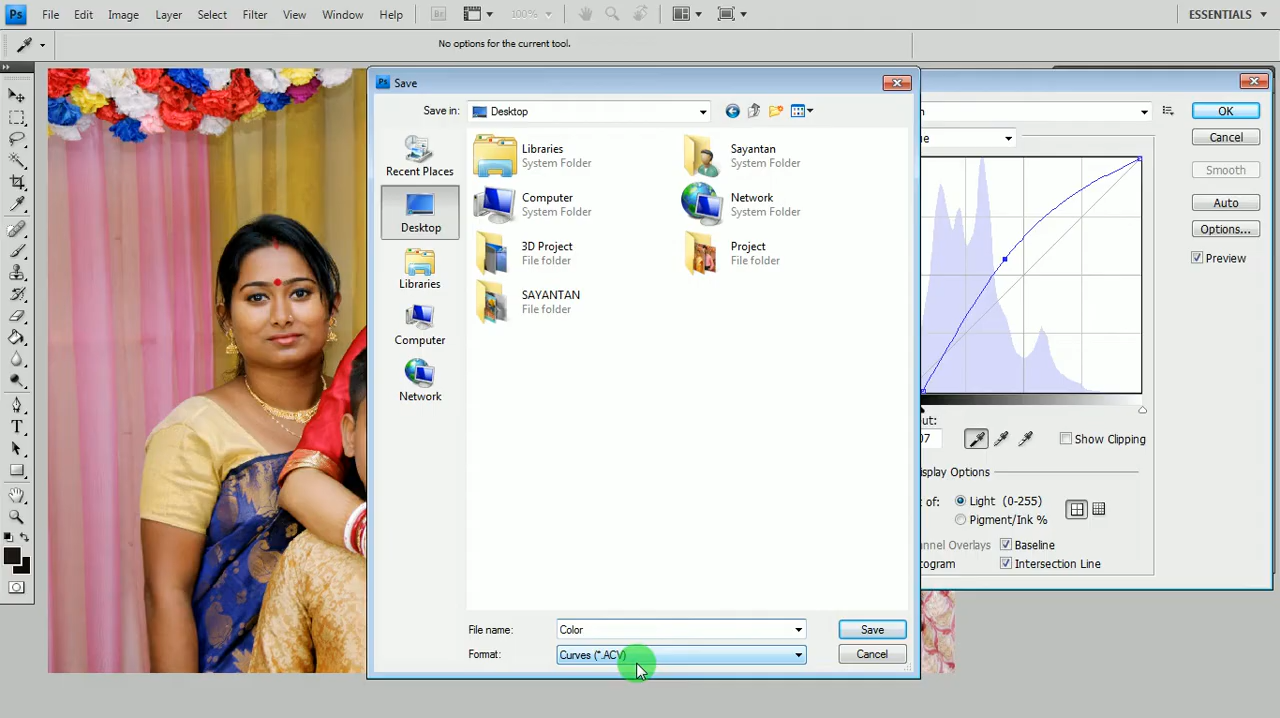 Ps File Edit Image Layer Select Filter View Window Help Br 100% ESSENTIALS
No options for the current tool.
Ps Save
Save in: Desktop
Recent Places
Desktop
Libraries
Computer
Network
Libraries
System Folder
Sayantan
System Folder
Computer
System Folder
Network
System Folder
3D Project
File folder
Project
File folder
SAYANTAN
File folder
File name: Color Save
Format: Curves (*.ACV) Cancel
OK
Cancel
Smooth
Auto
Options...
Preview
Show Clipping
Light (0-255)
Pigment/Ink %
Baseline
Intersection Line